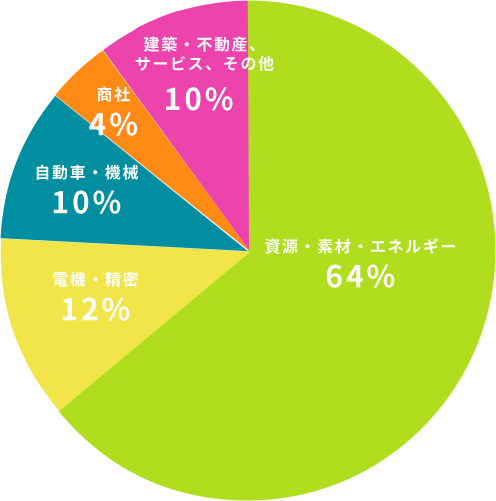 建築・不動産、
サービス、その他
10%
商社
4%
自動車・機械
10%
資源・素材・エネルギー
64%
電機・精密
12%